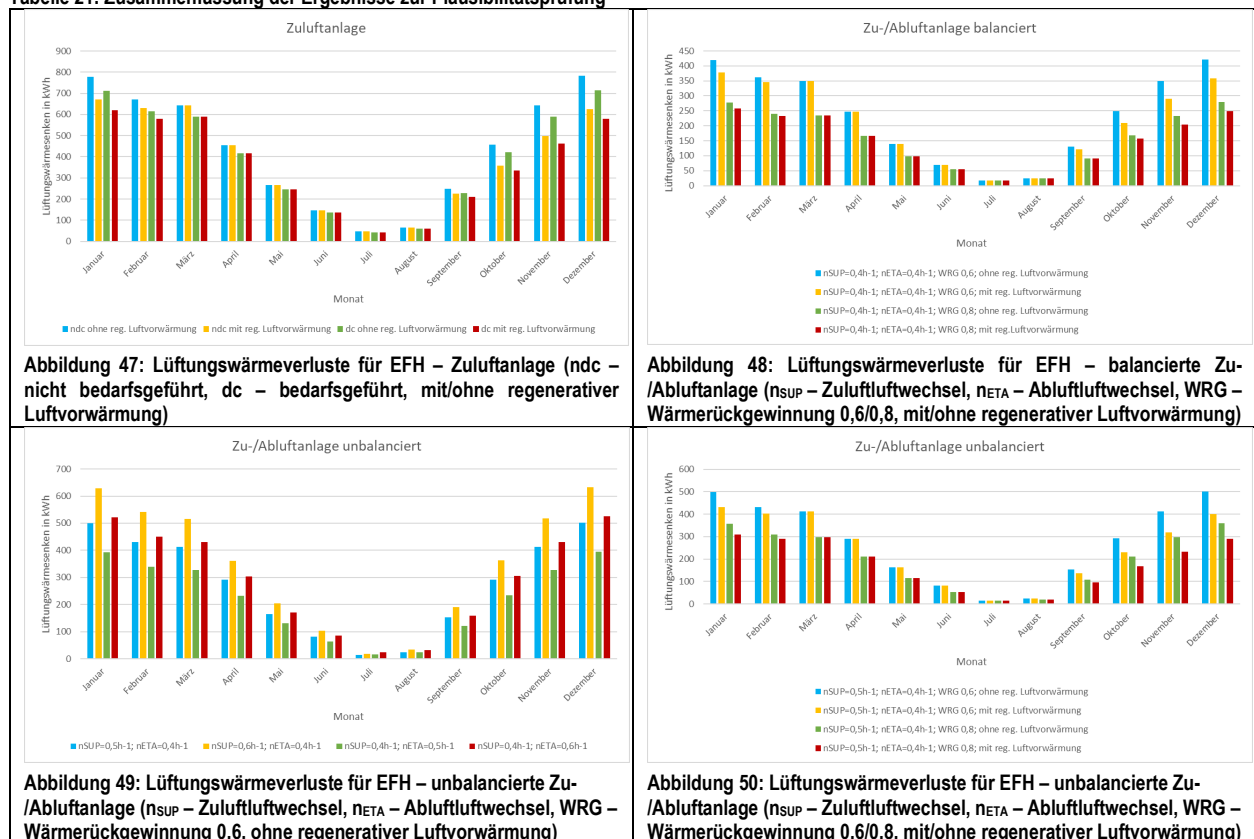 Tabelle 21: Zusammenfassung der Ergebnisse zur Plausibilitätsprüfung
Zuluftanlage
Lüftungswärmesenken in kWh
900
800
700
600
500
400
300
200
100
0
Januar
Februar
März
April
Mai
Juni
Juli
August
September
Oktober
November
Dezember
Monat
ndc ohne reg. Luftvorwärmung
ndc mit reg. Luftvorwärmung
dc ohne reg. Luftvorwärmung
dc mit reg. Luftvorwärmung
Abbildung 47: Lüftungswärmeverluste für EFH – Zuluftanlage (ndc –
nicht bedarfsgeführt, dc – bedarfsgeführt, mit/ohne regenerativer
Luftvorwärmung)
Zu-/Abluftanlage balanciert
Lüftungswärmesenken in kWh
450
400
350
300
250
200
150
100
50
0
Januar
Februar
März
April
Mai
Juni
Juli
August
September
Oktober
November
Dezember
Monat
nSUP=0,4h-1; nETA=0,4h-1; WRG 0,6; ohne reg. Luftvorwärmung
nSUP=0,4h-1; nETA=0,4h-1; WRG 0,6; mit reg. Luftvorwärmung
nSUP=0,4h-1; nETA=0,4h-1; WRG 0,8; ohne reg. Luftvorwärmung
nSUP=0,4h-1; nETA=0,4h-1; WRG 0,8; mit reg.Luftvorwärmung
Abbildung 48: Lüftungswärmeverluste für EFH – balancierte Zu-
/Abluftanlage (nSUP – Zuluftluftwechsel, nETA – Abluftluftwechsel, WRG –
Wärmerückgewinnung 0,6/0,8, mit/ohne regenerativer Luftvorwärmung)
Zu-/Abluftanlage unbalanciert
Lüftungswärmesenken in kWh
700
600
500
400
300
200
100
0
Januar
Februar
März
April
Mai
Juni
Juli
August
September
Oktober
November
Dezember
Monat
nSUP=0,5h-1; nETA=0,4h-1
nSUP=0,6h-1; nETA=0,4h-1
nSUP=0,4h-1; nETA=0,5h-1
nSUP=0,4h-1; nETA=0,6h-1
Abbildung 49: Lüftungswärmeverluste für EFH – unbalancierte Zu-
/Abluftanlage (nSUP – Zuluftluftwechsel, nETA – Abluftluftwechsel, WRG –
Wärmerückgewinnung 0,6, ohne regenerativer Luftvorwärmung)
Zu-/Abluftanlage unbalanciert
Lüftungswärmesenken in kWh
600
500
400
300
200
100
0
Januar
Februar
März
April
Mai
Juni
Juli
August
September
Oktober
November
Dezember
Monat
nSUP=0,5h-1; nETA=0,4h-1; WRG 0,6; ohne reg. Luftvorwärmung
nSUP=0,5h-1; nETA=0,4h-1; WRG 0,6; mit reg. Luftvorwärmung
nSUP=0,5h-1; nETA=0,4h-1; WRG 0,8; ohne reg. Luftvorwärmung
nSUP=0,5h-1; nETA=0,4h-1; WRG 0,8; mit reg. Luftvorwärmung
Abbildung 50: Lüftungswärmeverluste für EFH – unbalancierte Zu-
/Abluftanlage (nSUP – Zuluftluftwechsel, nETA – Abluftluftwechsel, WRG –
Wärmerückgewinnung 0,6/0,8, mit/ohne regenerativer Luftvorwärmung)